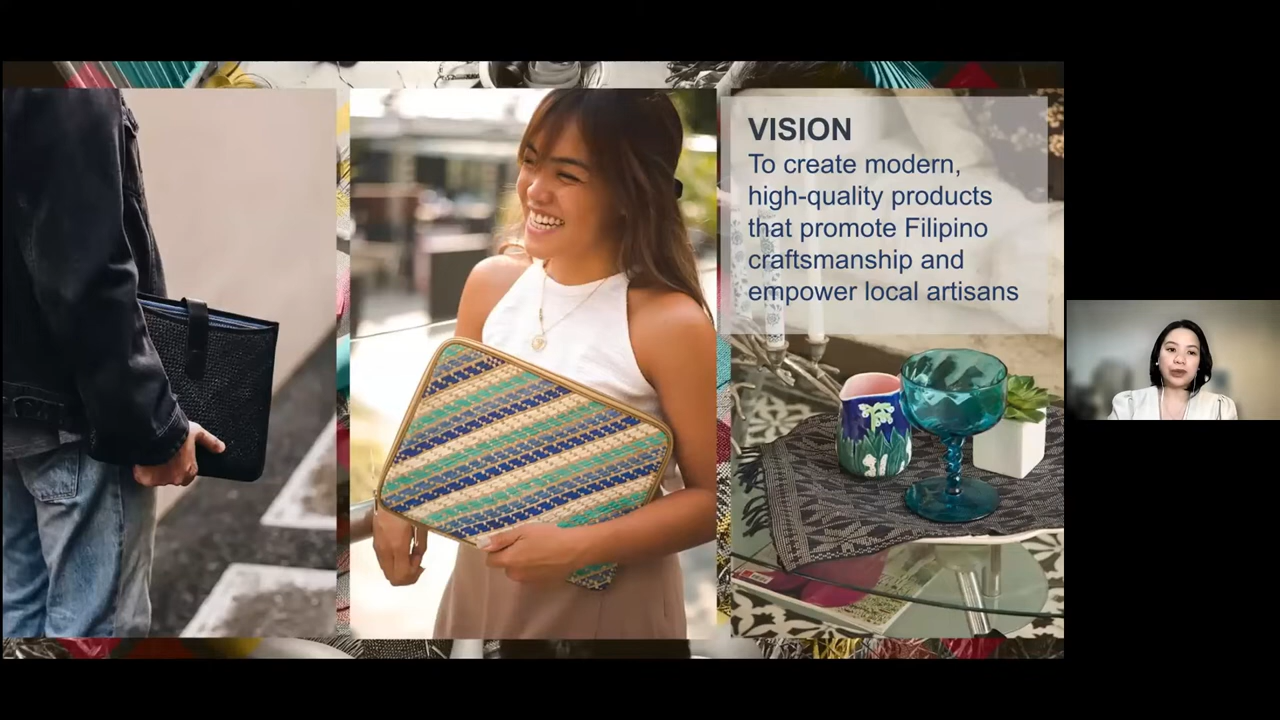 VISION
To create modern,
high-quality products
that promote Filipino
craftsmanship and
empower local artisans